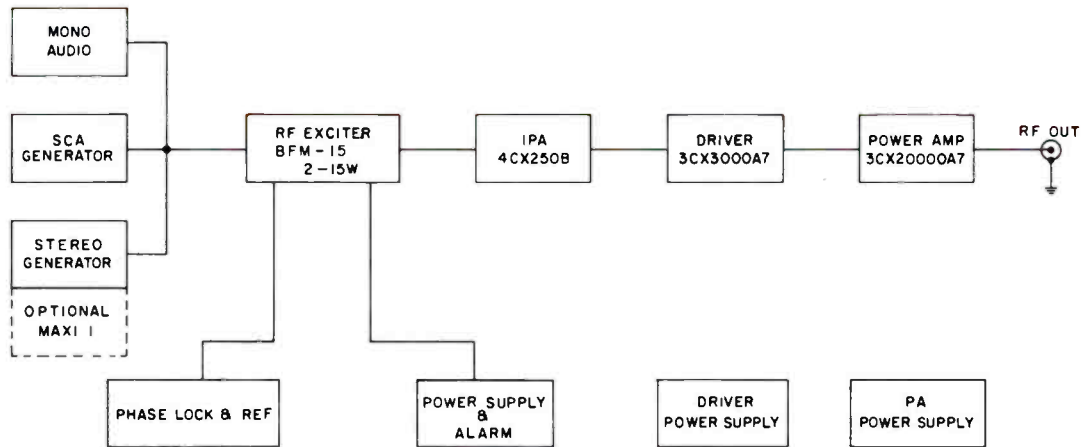 MONO
AUDIO
SCA
GENERATOR
STEREO
GENERATOR
OPTIONAL
MAXI I
RF EXCITER
BFM-15
2-15W
IPA
4CX250B
DRIVER
3CX3000A7
POWER AMP
3CX20000A7
RF OUT
PHASE LOCK & REF
POWER SUPPLY
&
ALARM
DRIVER
POWER SUPPLY
PA
POWER SUPPLY